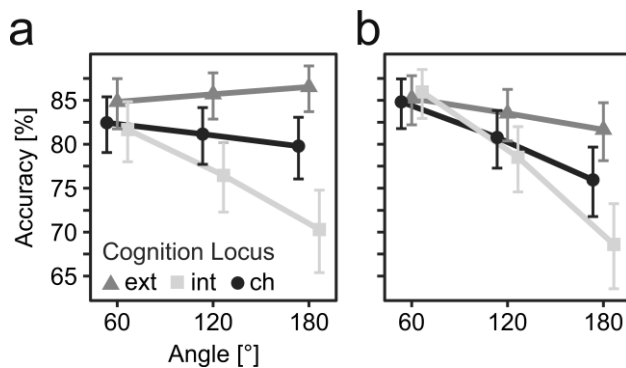 a
b
Accuracy [%]
85
80
75
70
65
Cognition Locus
ext int ch
60 120 180
60 120 180
Angle [°]